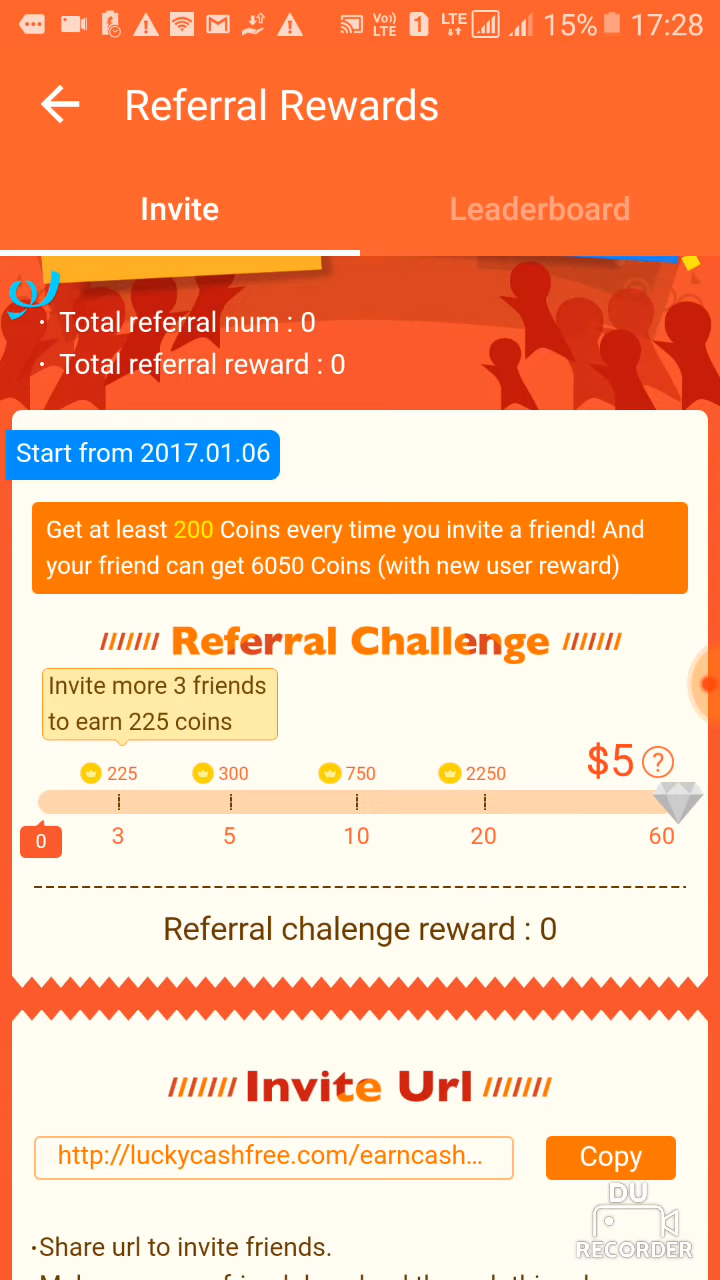 Vo))
LTE
1
LTE
15%
17:28
Referral Rewards
Invite
Leaderboard
· Total referral num : 0
· Total referral reward : 0
Start from 2017.01.06
Get at least 200 Coins every time you invite a friend! And
your friend can get 6050 Coins (with new user reward)
Referral Challenge
Invite more 3 friends
to earn 225 coins
225
300
750
2250
$5 ?
0
3
5
10
20
60
Referral chalenge reward : 0
Invite Url
http://luckycashfree.com/earncash...
Copy
DU
RECORDER
·Share url to invite friends.